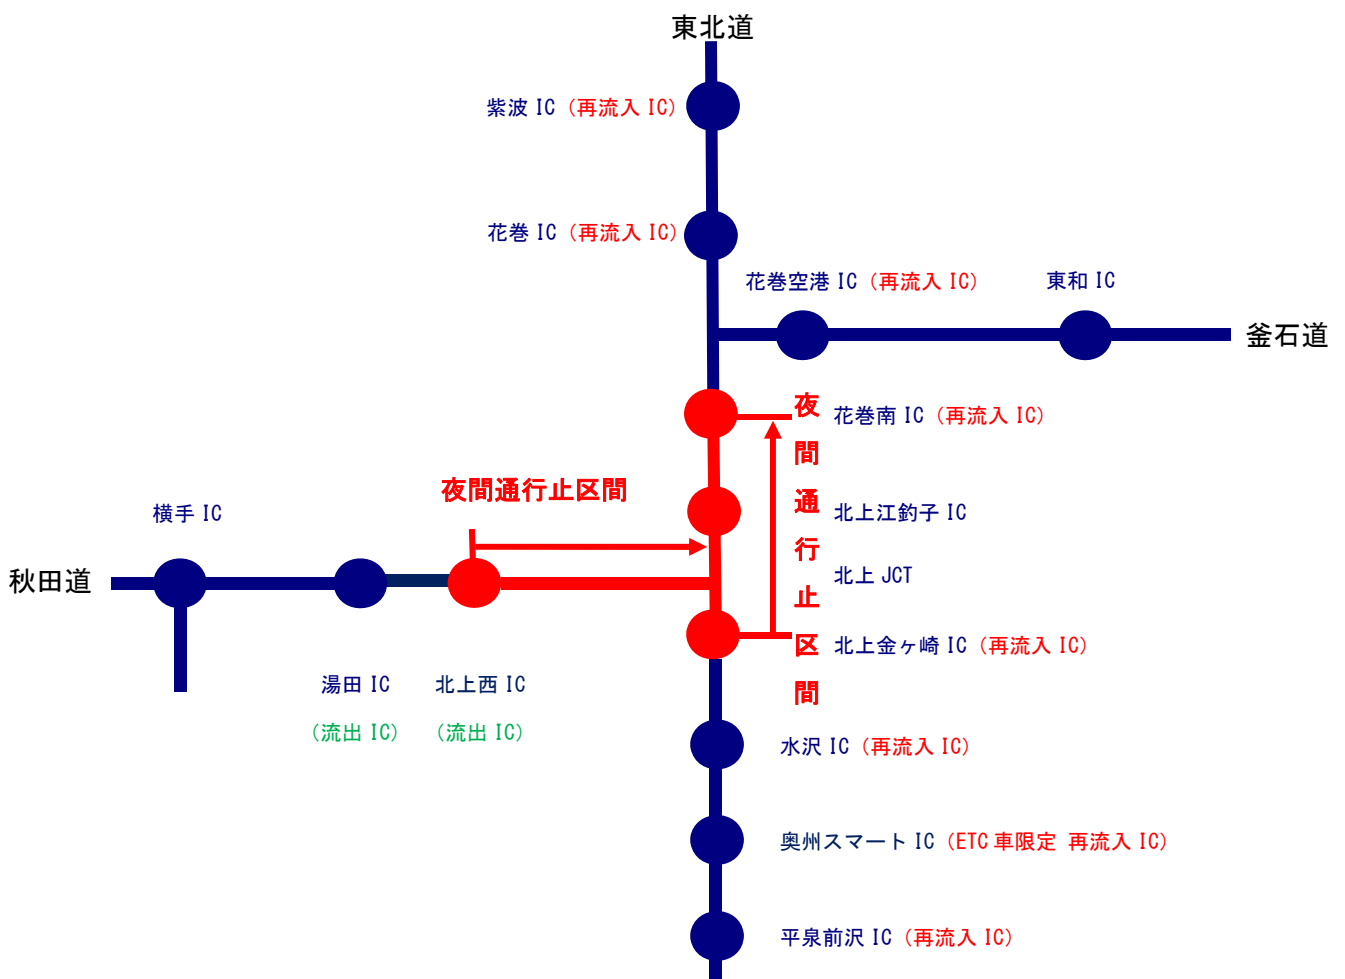 東北道
紫波 IC（再流入 IC）
花巻 IC（再流入 IC）
花巻空港 IC（再流入 IC）
東和 IC
釜石道
夜間通行止区間
花巻南 IC（再流入 IC）
北上江釣子 IC
北上 JCT
北上金ヶ崎 IC（再流入 IC）
夜間通行止区間
横手 IC
秋田道
湯田 IC
（流出 IC）
北上西 IC
（流出 IC）
水沢 IC（再流入 IC）
奥州スマート IC（ETC 車限定 再流入 IC）
平泉前沢 IC（再流入 IC）